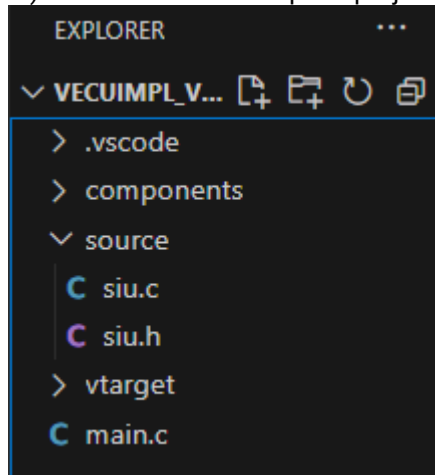 EXPLORER ...
VECUIMPL_V...
.vscode
components
source
C siu.c
C siu.h
vtarget
C main.c